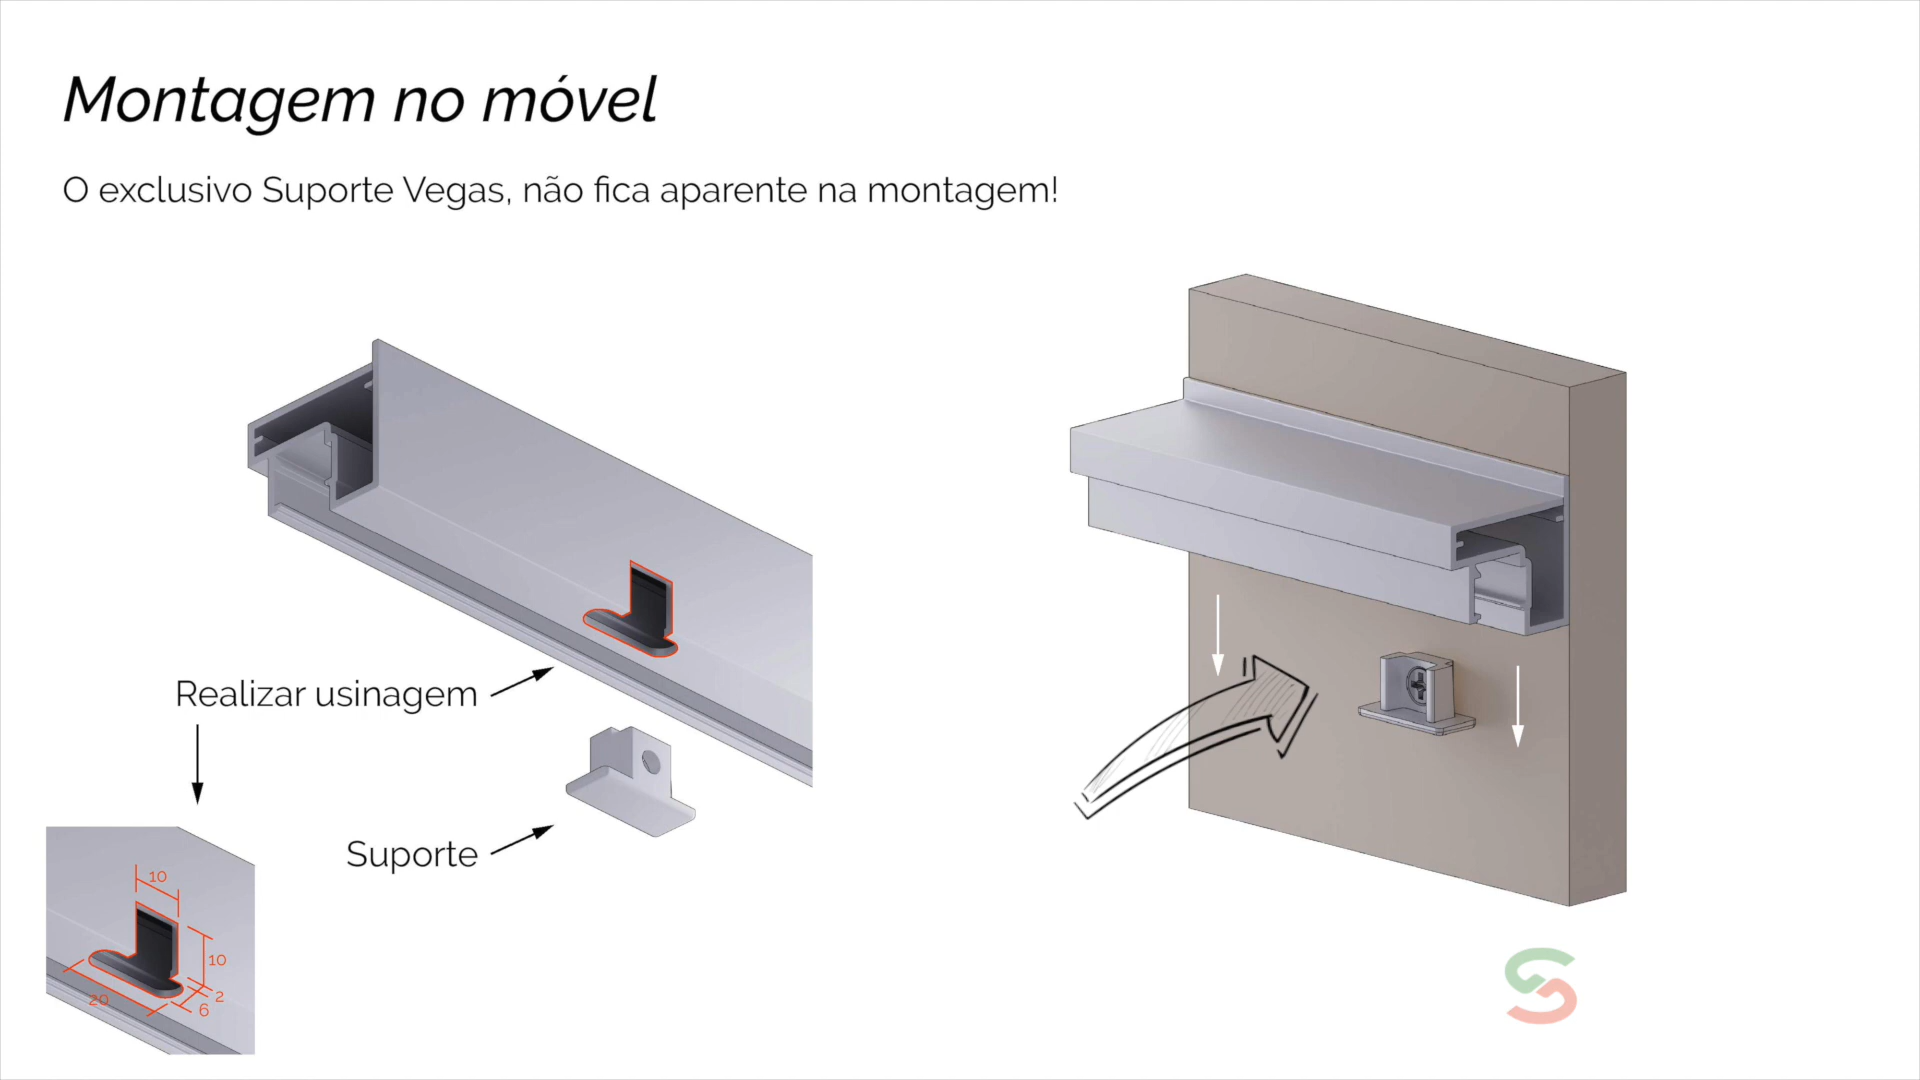 Montagem no móvel
O exclusivo Suporte Vegas, não fica aparente na montagem!
Realizar usinagem
Suporte
10
10
2
6
20